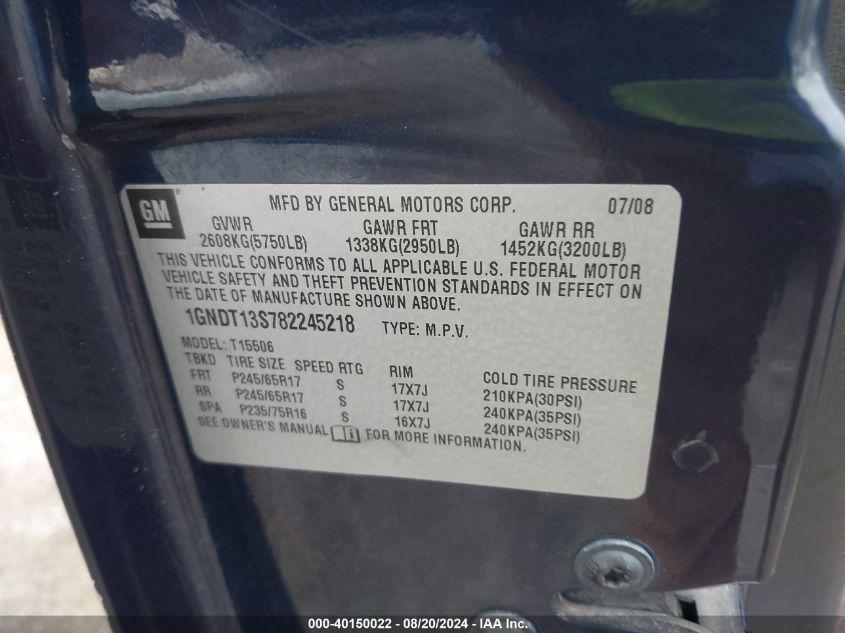 GM
MFD BY GENERAL MOTORS CORP. 07/08
GVWR GAWR FRT GAWR RR
2608KG(5750LB) 1338KG(2950LB) 1452KG(3200LB)
THIS VEHICLE CONFORMS TO ALL APPLICABLE U.S. FEDERAL MOTOR
VEHICLE SAFETY AND THEFT PREVENTION STANDARDS IN EFFECT ON
THE DATE OF MANUFACTURE SHOWN ABOVE.
1GNDT13S782245218 TYPE: M.P.V.
MODEL: T15506
TBKD TIRE SIZE SPEED RTG RIM COLD TIRE PRESSURE
FRT P245/65R17 S 17X7J 210KPA(30PSI)
RR P245/65R17 S 17X7J 240KPA(35PSI)
SPA P235/75R16 S 16X7J 240KPA(35PSI)
SEE OWNER'S MANUAL FOR MORE INFORMATION.
000-40150022 - 08/20/2024 - IAA Inc.